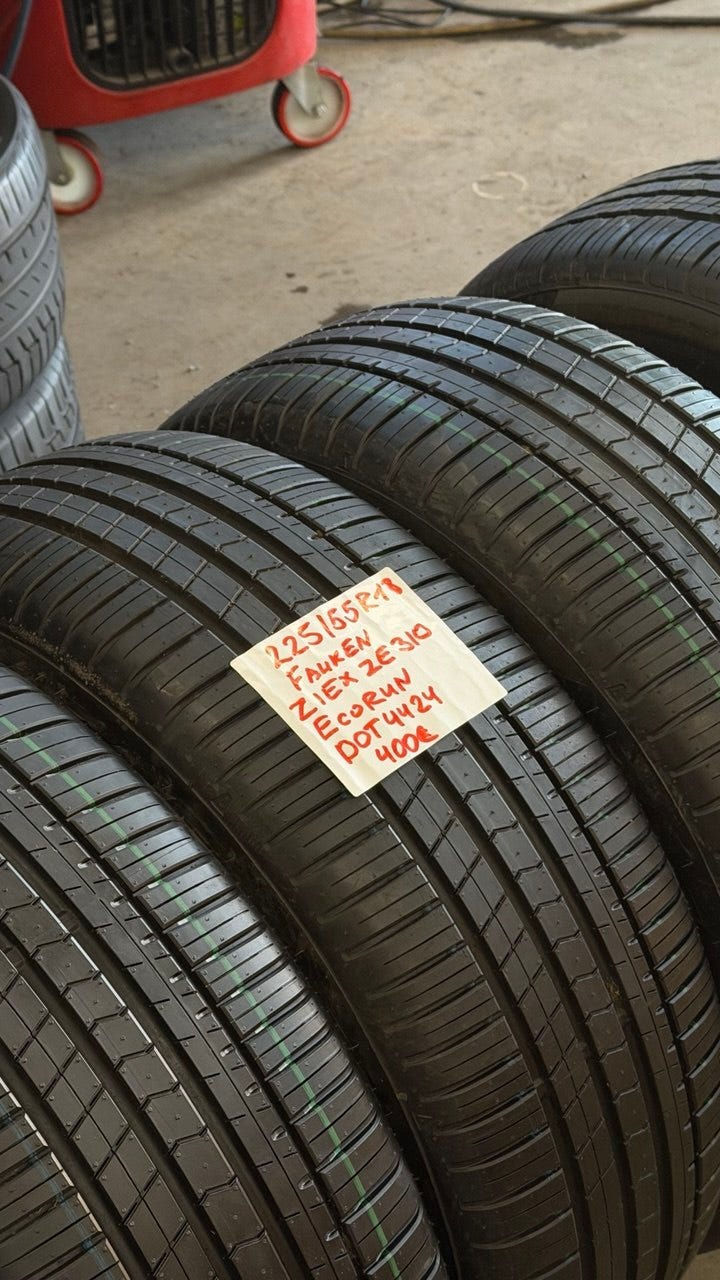 225/55R18
FALKEN
ZIEX ZE310
ECORUN
DOT4424
400€